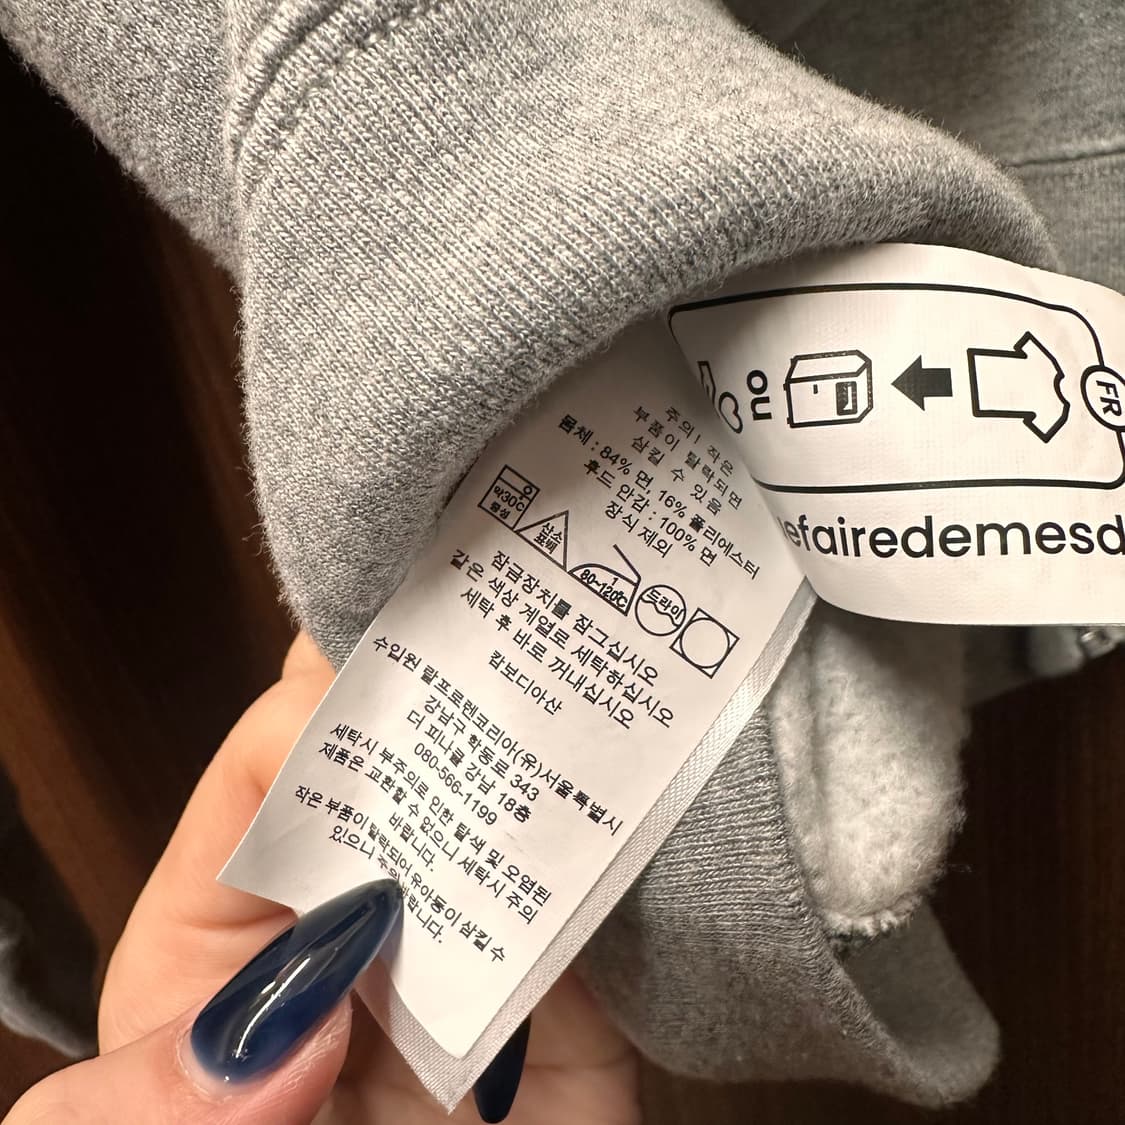 주의! 작은
부품이 탈락되면
삼킬 수 있음
몸체 : 84% 면, 16% 폴리에스터
후드 안감 : 100% 면
장식 제외
약30℃
중성
산소
표백
1
80~120℃
드라이
잠금장치를 잠그십시오
같은 색상 계열로 세탁하십시오
세탁 후 바로 꺼내십시오
캄보디아산
수입원 랄프로렌코리아(유)서울특별시
강남구 학동로 343
더 피나클 강남 18층
080-566-1199
세탁시 부주의로 인한 탈색 및 오염된
제품은 교환할 수 없으니 세탁시 주의
바랍니다.
작은 부품이 탈락되어 유아동이 삼킬 수
있으니 주의바랍니다.
FR
ou
efairedemesd